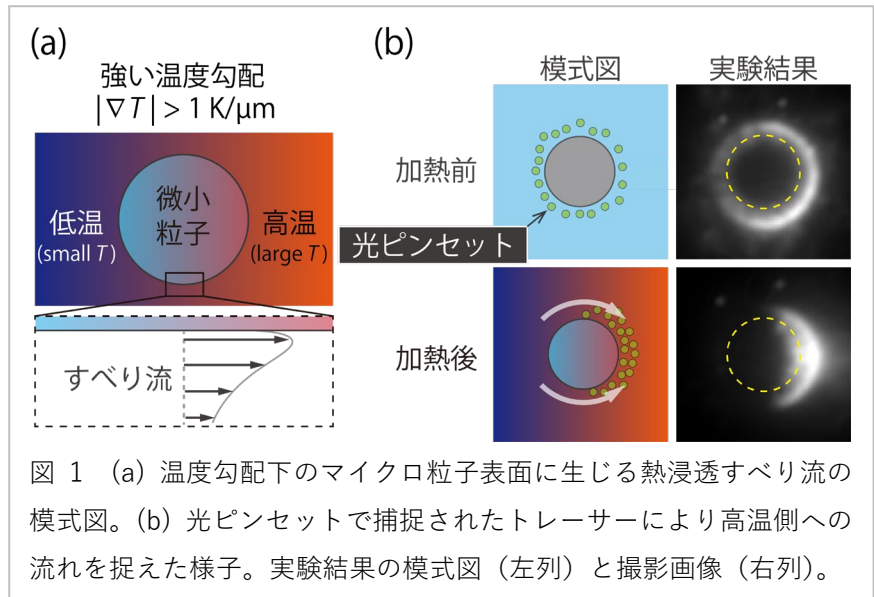 (a)
強い温度勾配
|∇T| > 1 K/μm
低温
(small T)
微小
粒子
高温
(large T)
すべり流
(b)
模式図
実験結果
加熱前
光ピンセット
加熱後
図 1 (a) 温度勾配下のマイクロ粒子表面に生じる熱浸透すべり流の
模式図。(b) 光ピンセットで捕捉されたトレーサーにより高温側への
流れを捉えた様子。実験結果の模式図（左列）と撮影画像（右列）。